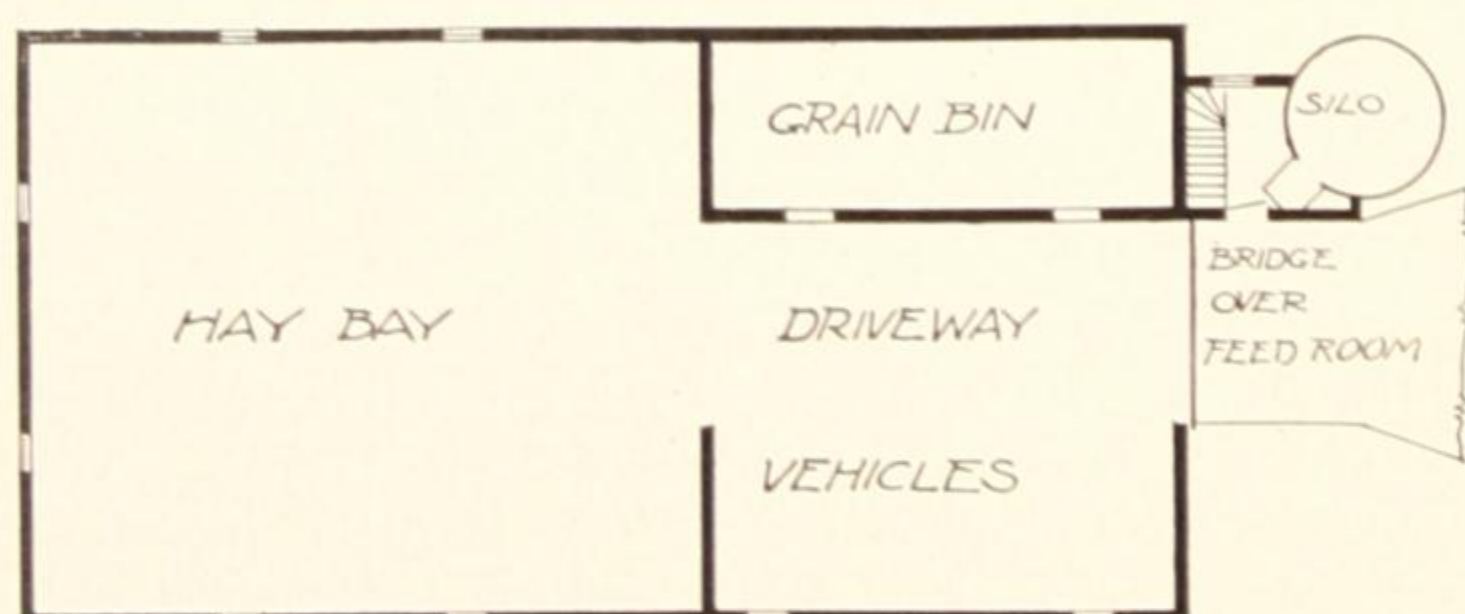 GRAIN BIN
SILO
BRIDGE
OVER
FEED ROOM
HAY BAY
DRIVEWAY
VEHICLES